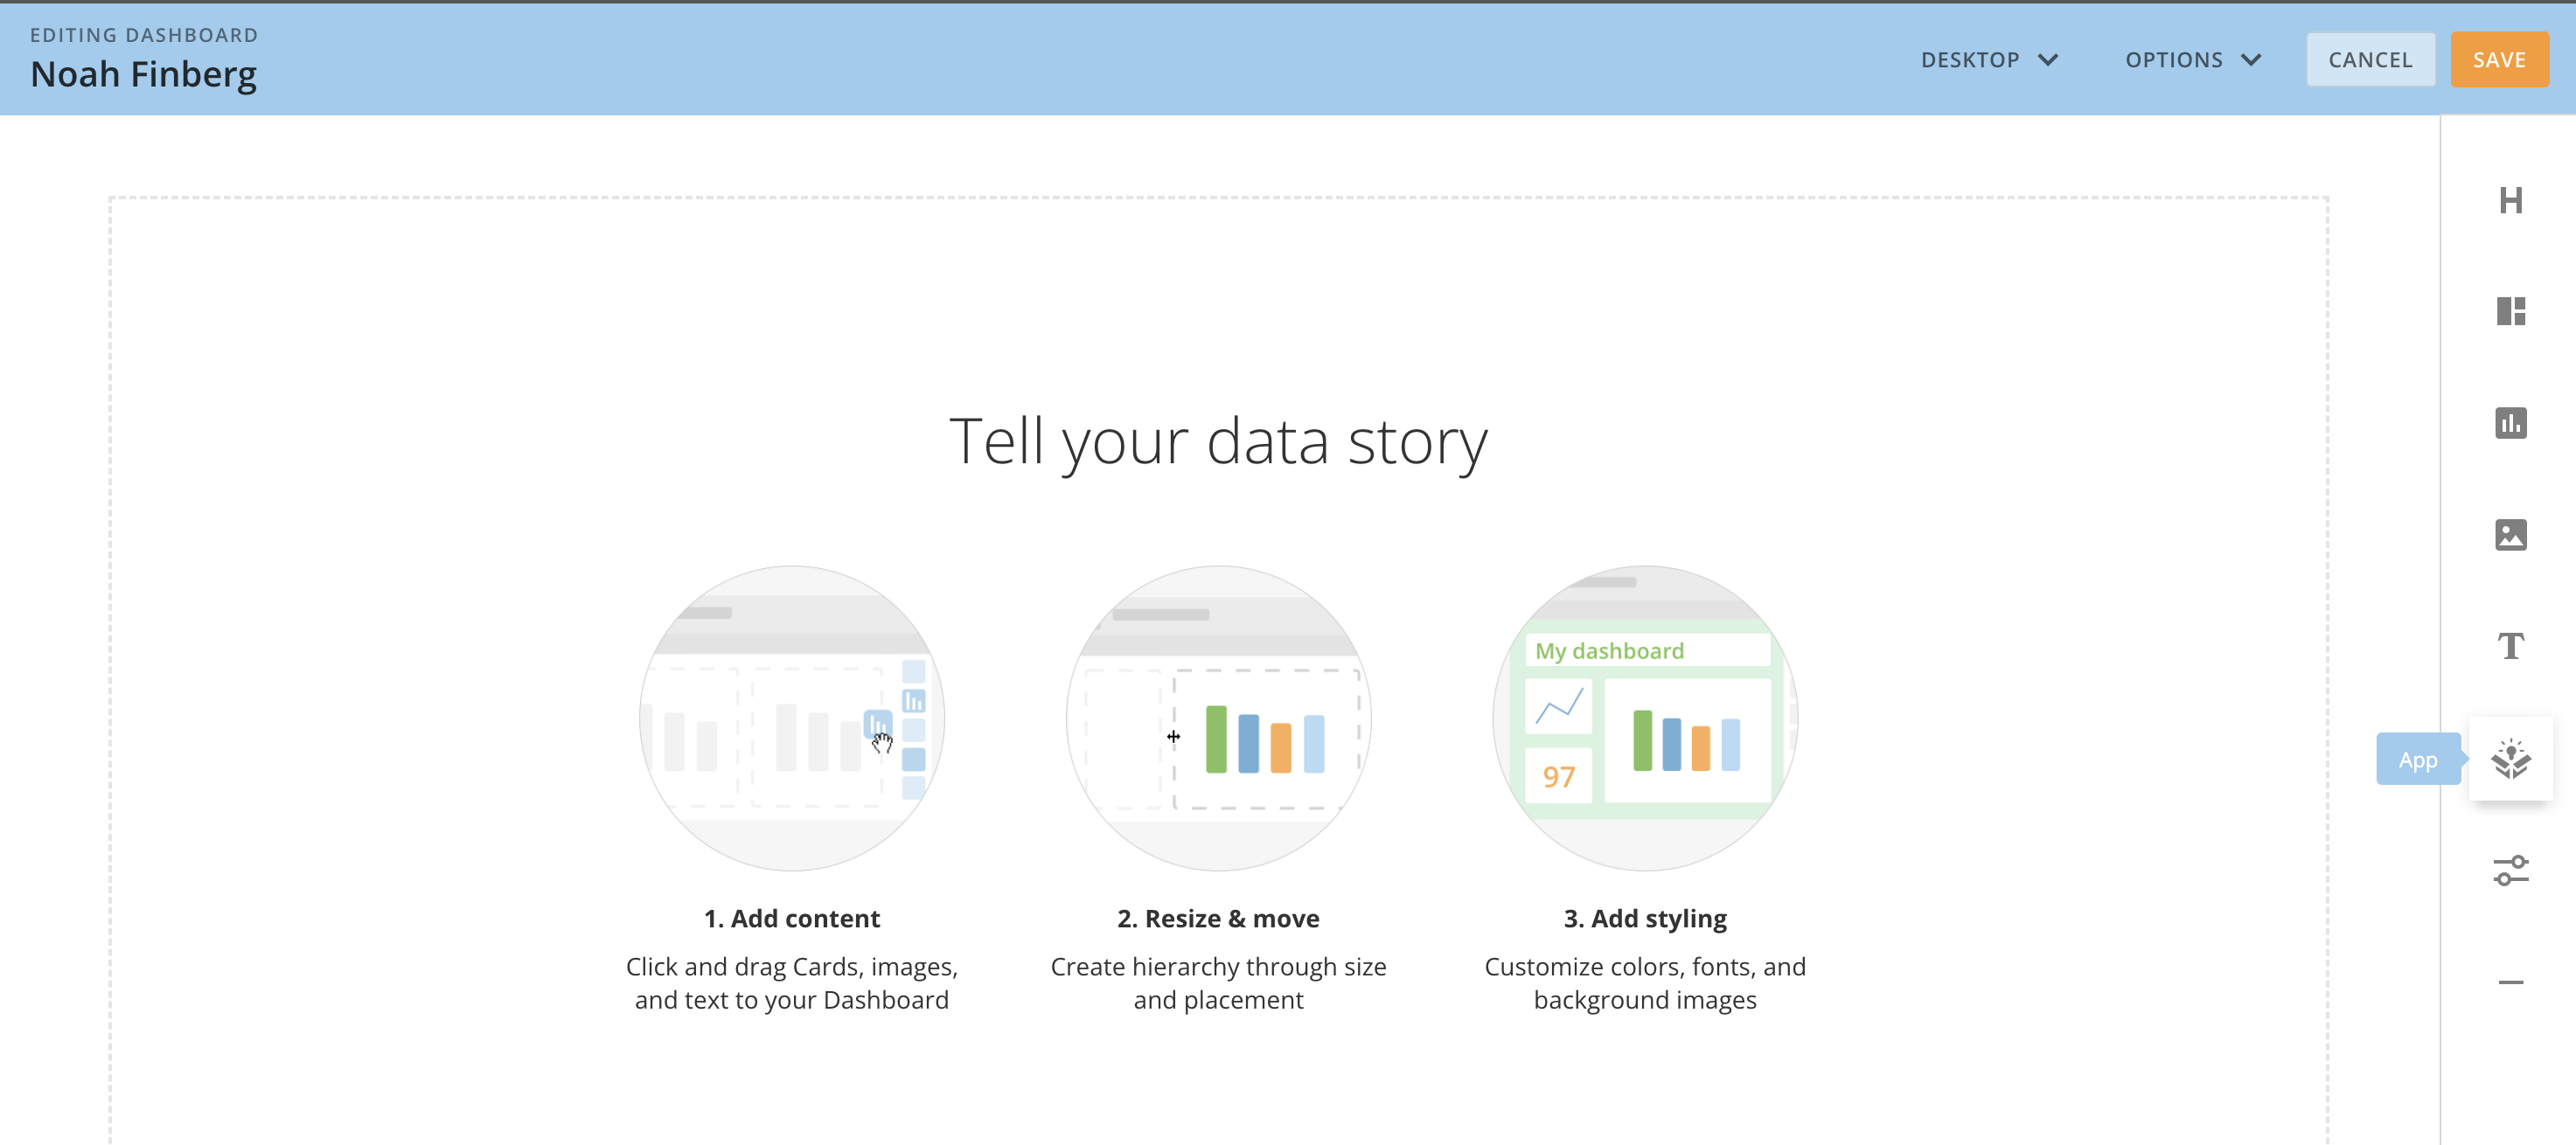 EDITING DASHBOARD
Noah Finberg
DESKTOP
OPTIONS
CANCEL
SAVE
H
Tell your data story
T
App
My dashboard
97
1. Add content
Click and drag Cards, images,
and text to your Dashboard
2. Resize & move
Create hierarchy through size
and placement
3. Add styling
Customize colors, fonts, and
background images